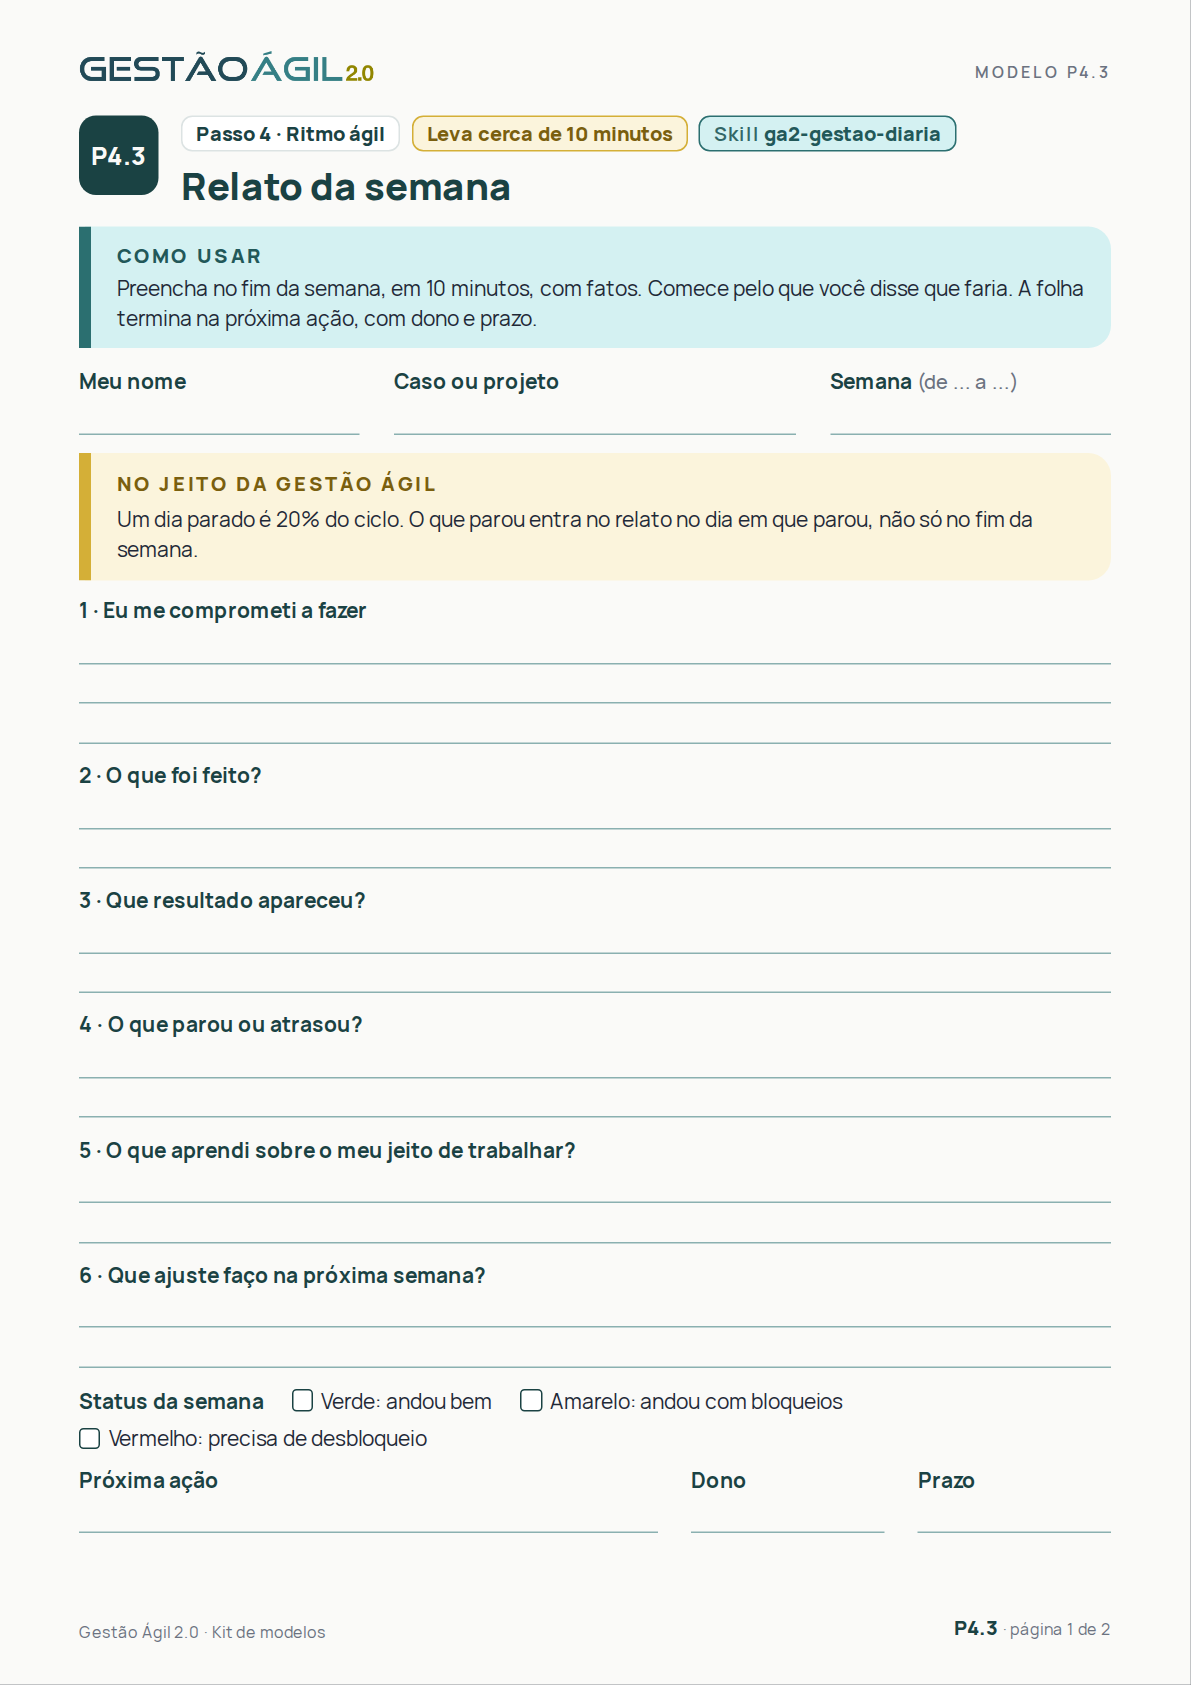 GESTÃOÁGIL2.0
MODELO P4.3
P4.3
Passo 4 · Ritmo ágil
Leva cerca de 10 minutos
Skill ga2-gestao-diaria
Relato da semana
COMO USAR
Preencha no fim da semana, em 10 minutos, com fatos. Comece pelo que você disse que faria. A folha
termina na próxima ação, com dono e prazo.
Meu nome
Caso ou projeto
Semana (de ... a ...)
NO JEITO DA GESTÃO ÁGIL
Um dia parado é 20% do ciclo. O que parou entra no relato no dia em que parou, não só no fim da
semana.
1 · Eu me comprometi a fazer
2 · O que foi feito?
3 · Que resultado apareceu?
4 · O que parou ou atrasou?
5 · O que aprendi sobre o meu jeito de trabalhar?
6 · Que ajuste faço na próxima semana?
Status da semana
Verde: andou bem
Amarelo: andou com bloqueios
Vermelho: precisa de desbloqueio
Próxima ação
Dono
Prazo
Gestão Ágil 2.0 · Kit de modelos
P4.3 · página 1 de 2